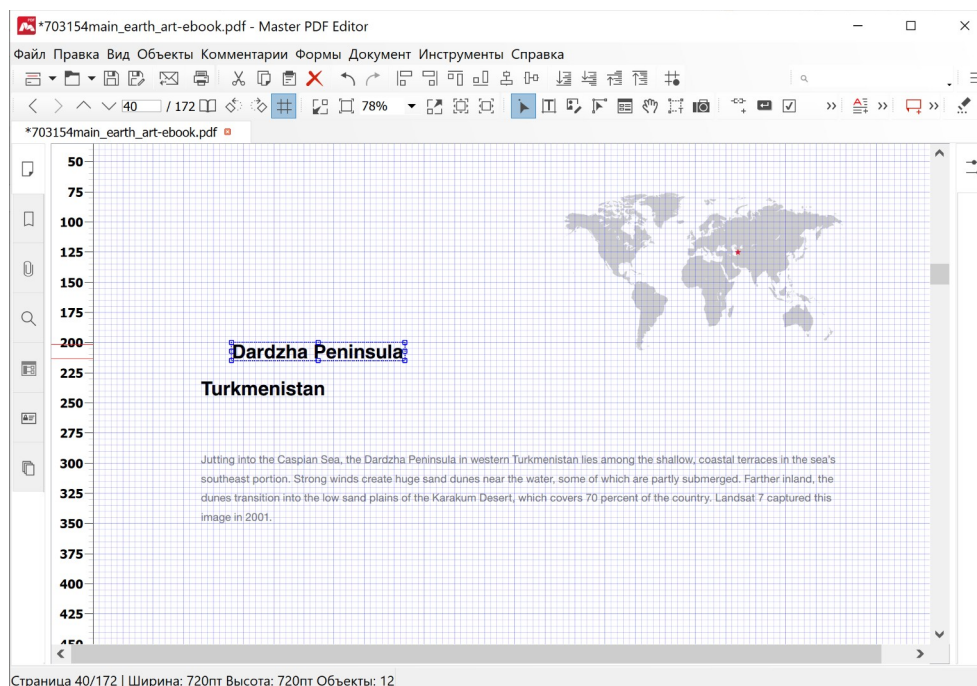 *703154main_earth_art-ebook.pdf - Master PDF Editor
Файл Правка Вид Объекты Комментарии Формы Документ Инструменты Справка
40 / 172 78%
*703154main_earth_art-ebook.pdf
50
75
100
125
150
175
200
Dardzha Peninsula
225
Turkmenistan
250
275
300
Jutting into the Caspian Sea, the Dardzha Peninsula in western Turkmenistan lies among the shallow, coastal terraces in the sea's
southeast portion. Strong winds create huge sand dunes near the water, some of which are partly submerged. Farther inland, the
325
dunes transition into the low sand plains of the Karakum Desert, which covers 70 percent of the country. Landsat 7 captured this
image in 2001.
350
375
400
425
450
Страница 40/172 | Ширина: 720пт Высота: 720пт Объекты: 12